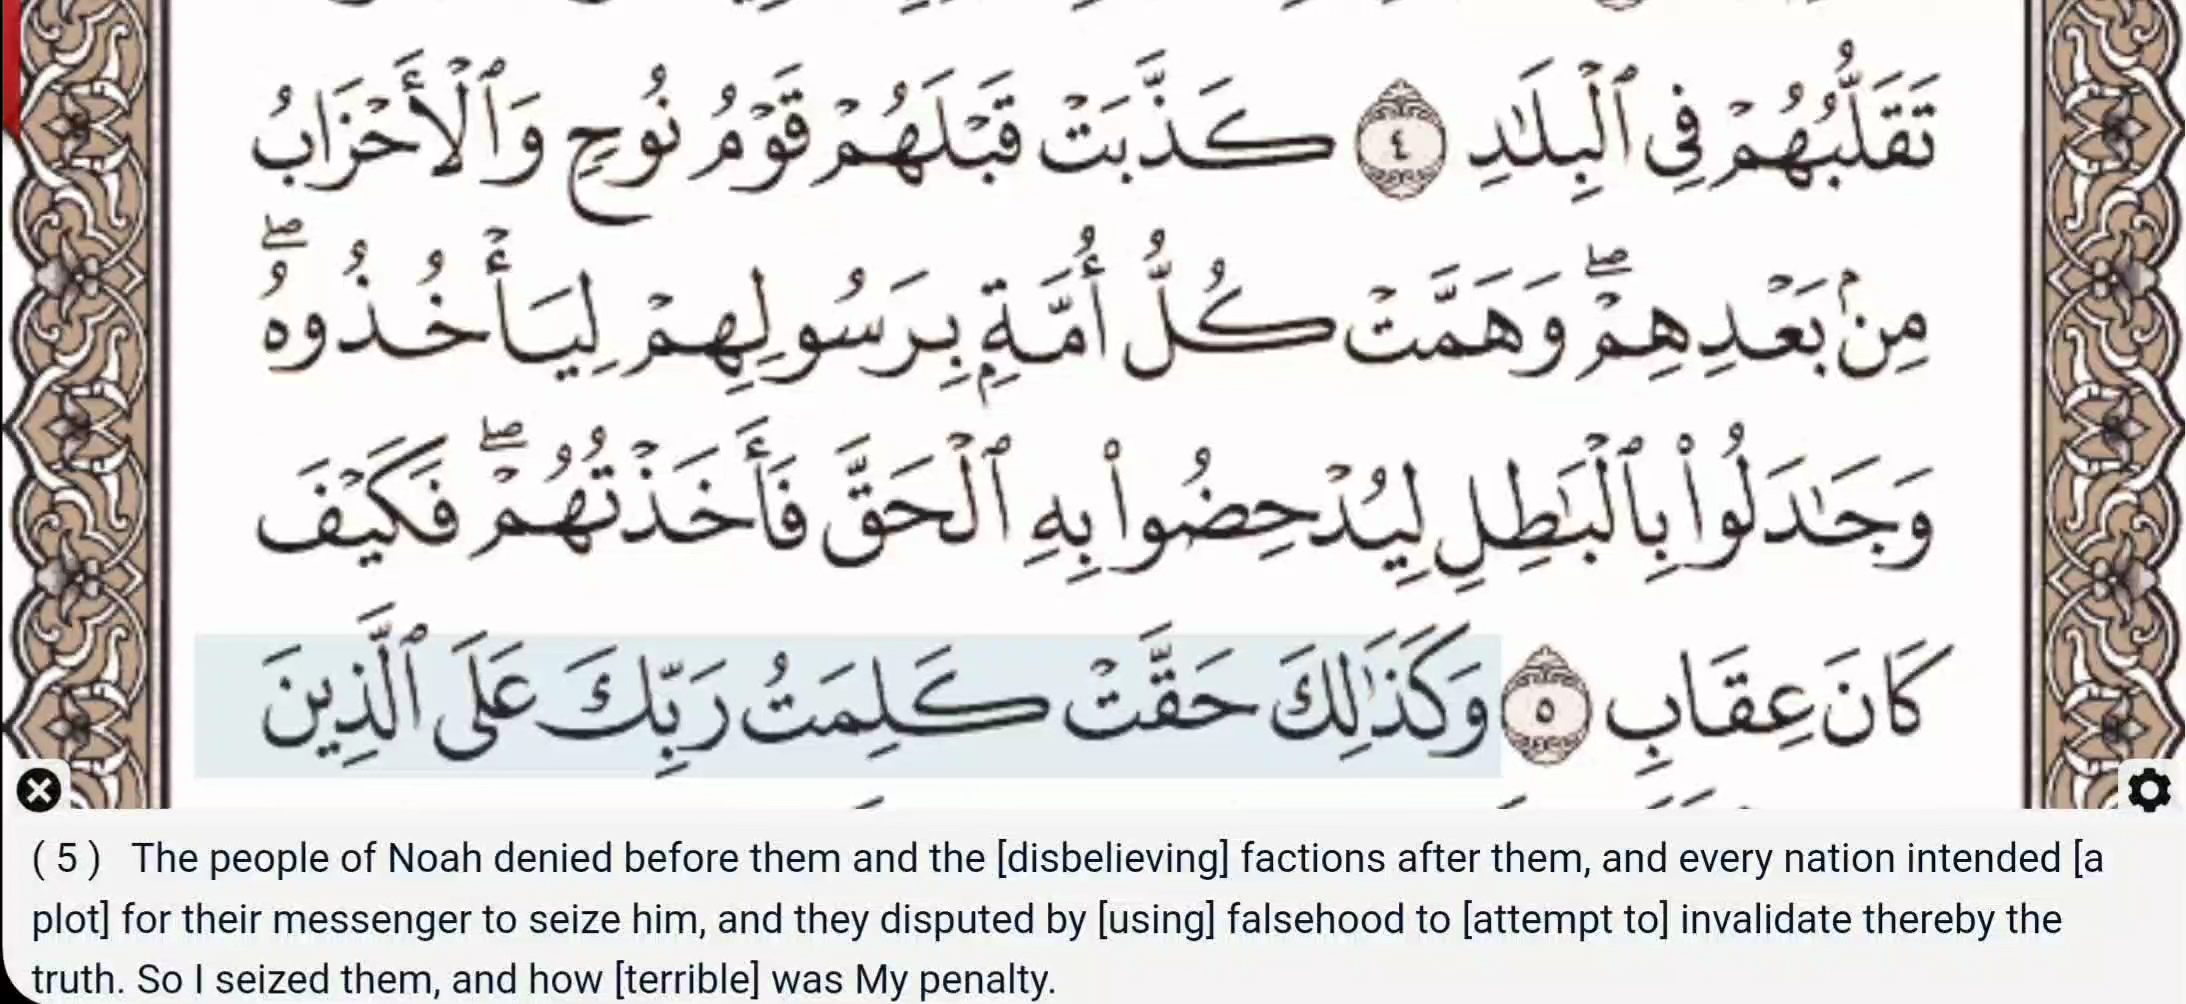 تَقَلُّبُهُمْ فِي ٱلْبِلَـٰدِ ٤ كَذَّبَتْ قَبْلَهُمْ قَوْمُ نُوحٍ وَٱلْأَحْزَابُ
مِنۢ بَعْدِهِمْ ۖ وَهَمَّتْ كُلُّ أُمَّةٍۭ بِرَسُولِهِمْ لِيَأْخُذُوهُ ۖ
وَجَـٰدَلُوا۟ بِٱلْبَـٰطِلِ لِيُدْحِضُوا۟ بِهِ ٱلْحَقَّ فَأَخَذْتُهُمْ ۖ فَكَيْفَ
كَانَ عِقَابِ ٥ وَكَذَٰلِكَ حَقَّتْ كَلِمَتُ رَبِّكَ عَلَى ٱلَّذِينَ
( 5 ) The people of Noah denied before them and the [disbelieving] factions after them, and every nation intended [a
plot] for their messenger to seize him, and they disputed by [using] falsehood to [attempt to] invalidate thereby the
truth. So I seized them, and how [terrible] was My penalty.